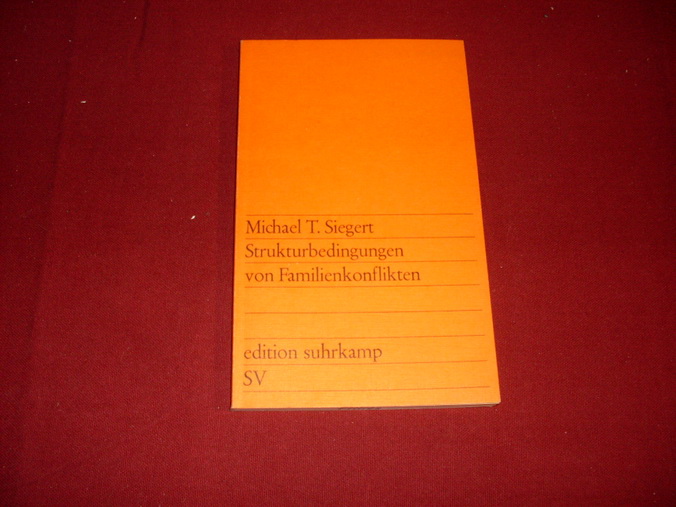 Michael T. Siegert
Strukturbedingungen
von Familienkonflikten
edition suhrkamp
SV